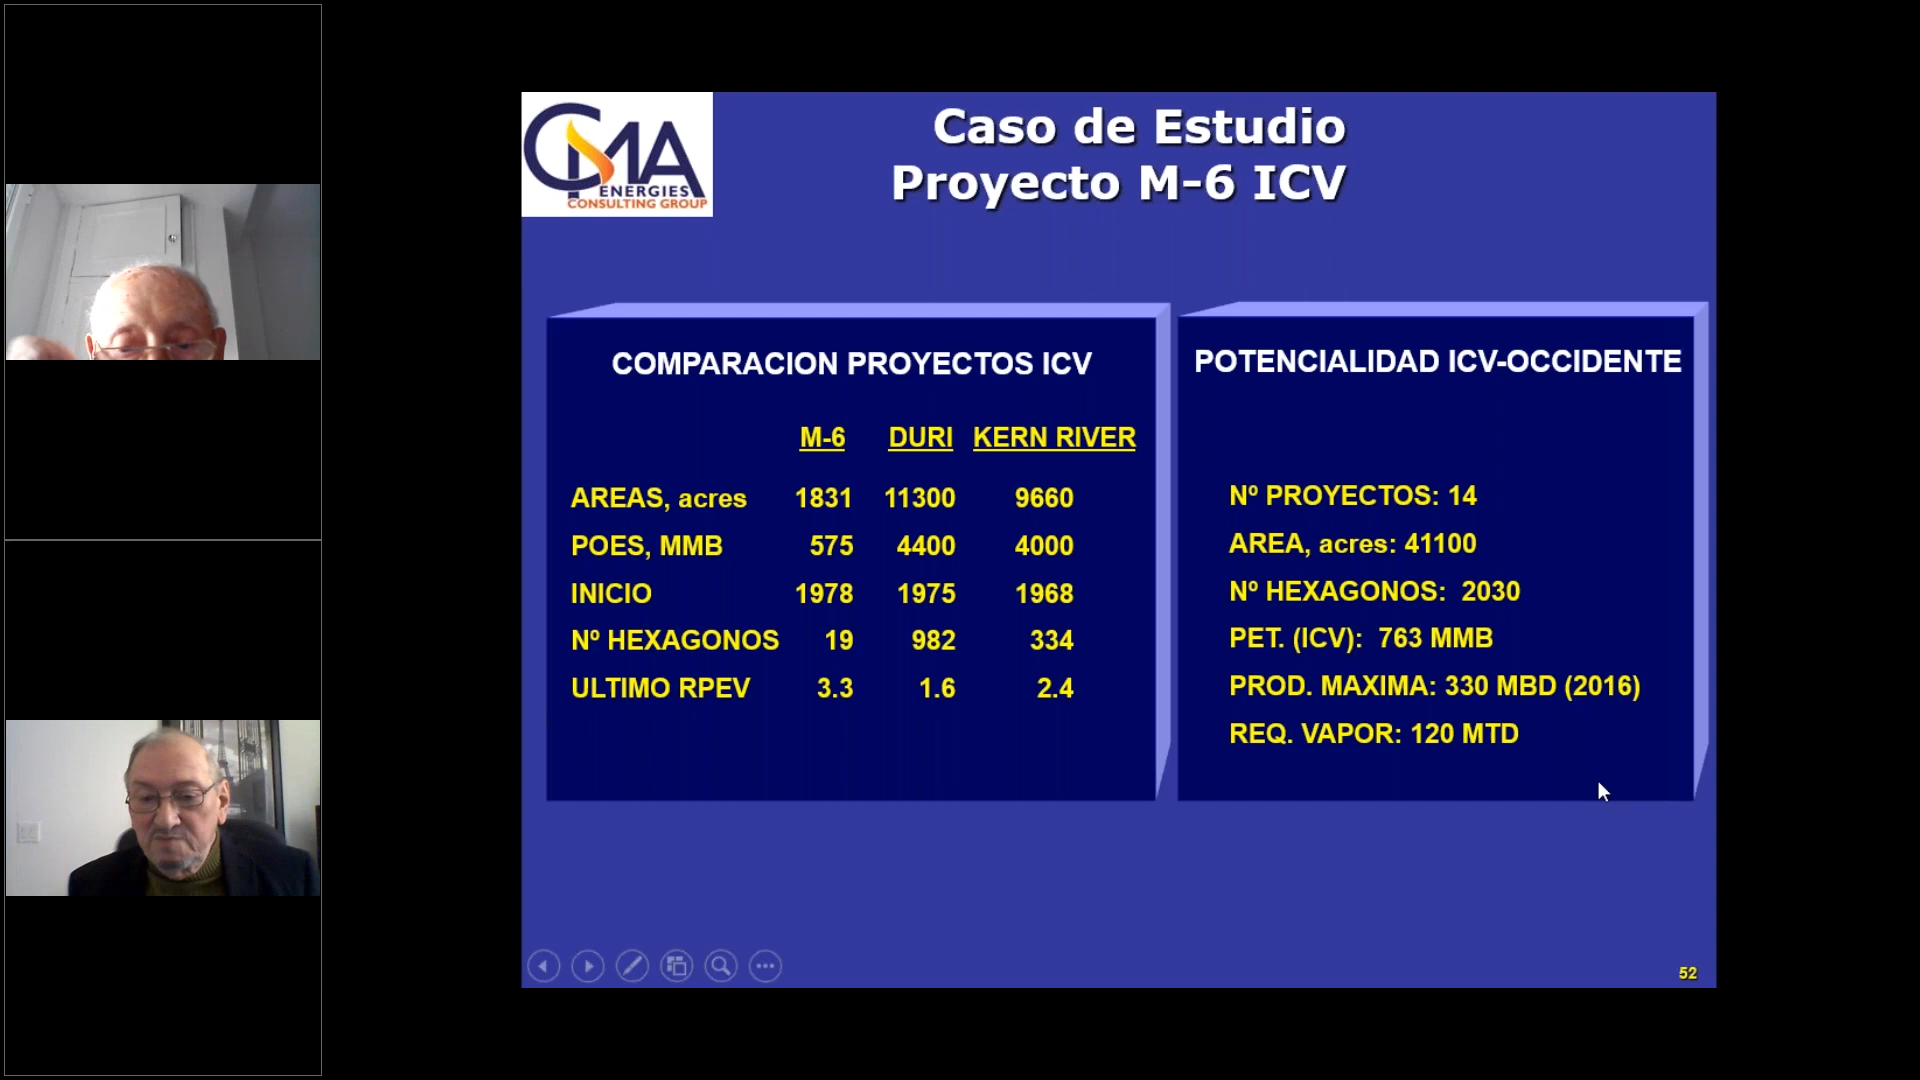 CMA
ENERGIES
CONSULTING GROUP
Caso de Estudio
Proyecto M-6 ICV
COMPARACION PROYECTOS ICV
M-6 DURI KERN RIVER
AREAS, acres 1831 11300 9660
POES, MMB 575 4400 4000
INICIO 1978 1975 1968
Nº HEXAGONOS 19 982 334
ULTIMO RPEV 3.3 1.6 2.4
POTENCIALIDAD ICV-OCCIDENTE
Nº PROYECTOS: 14
AREA, acres: 41100
Nº HEXAGONOS: 2030
PET. (ICV): 763 MMB
PROD. MAXIMA: 330 MBD (2016)
REQ. VAPOR: 120 MTD
52